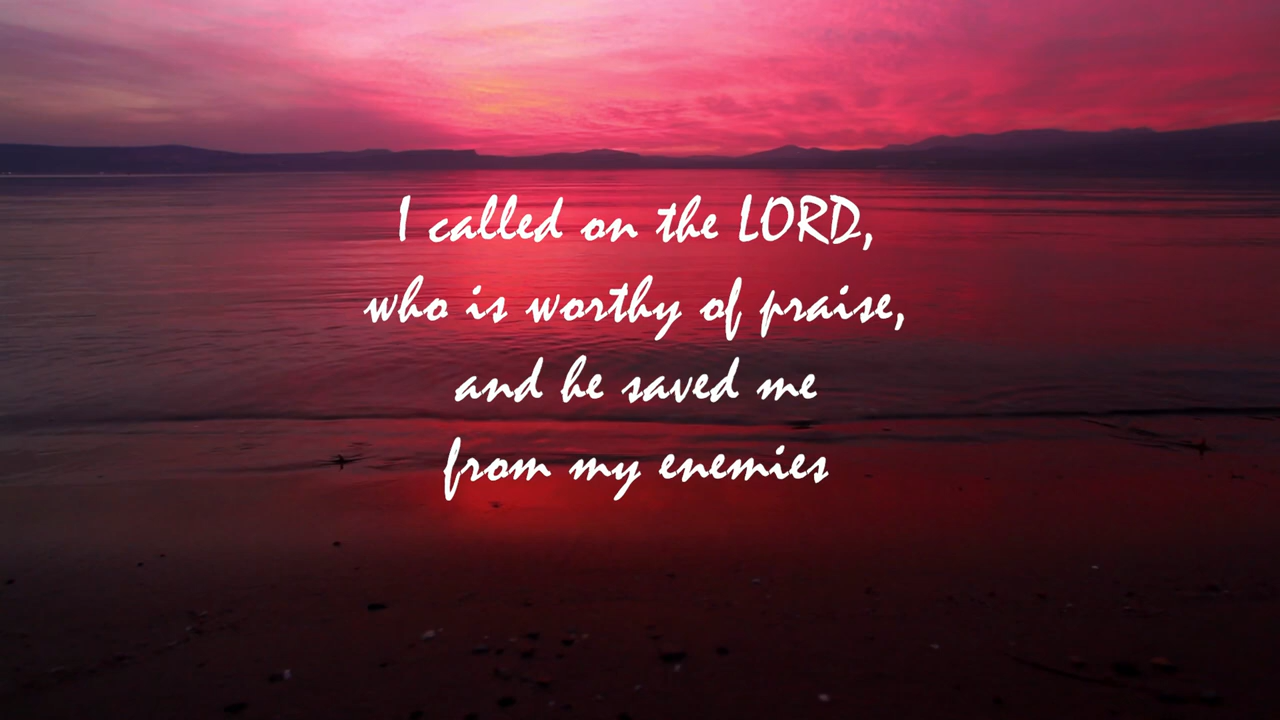 I called on the LORD,
who is worthy of praise,
and he saved me
from my enemies